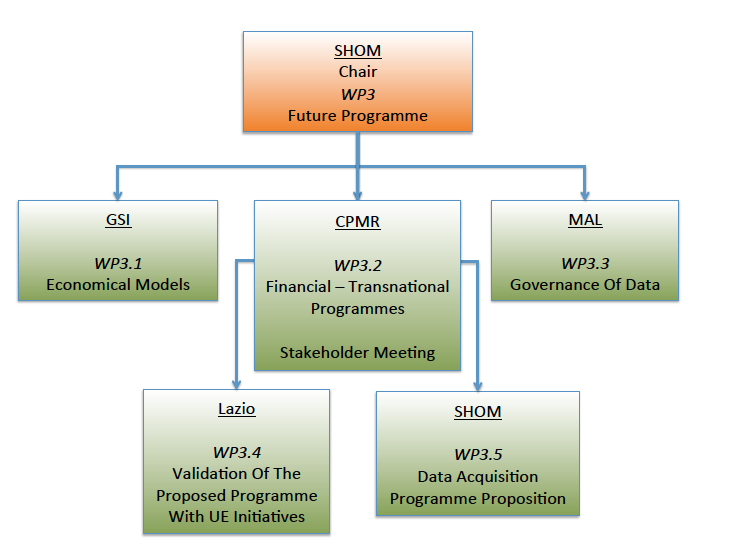 SHOM
Chair
WP3
Future Programme
GSI
WP3.1
Economical Models
CPMR
WP3.2
Financial – Transnational
Programmes
Stakeholder Meeting
MAL
WP3.3
Governance Of Data
Lazio
WP3.4
Validation Of The
Proposed Programme
With UE Initiatives
SHOM
WP3.5
Data Acquisition
Programme Proposition